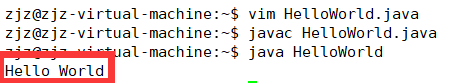 zjz@zjz-virtual-machine:~$ vim HelloWorld.java
zjz@zjz-virtual-machine:~$ javac HelloWorld.java
zjz@zjz-virtual-machine:~$ java HelloWorld
Hello World